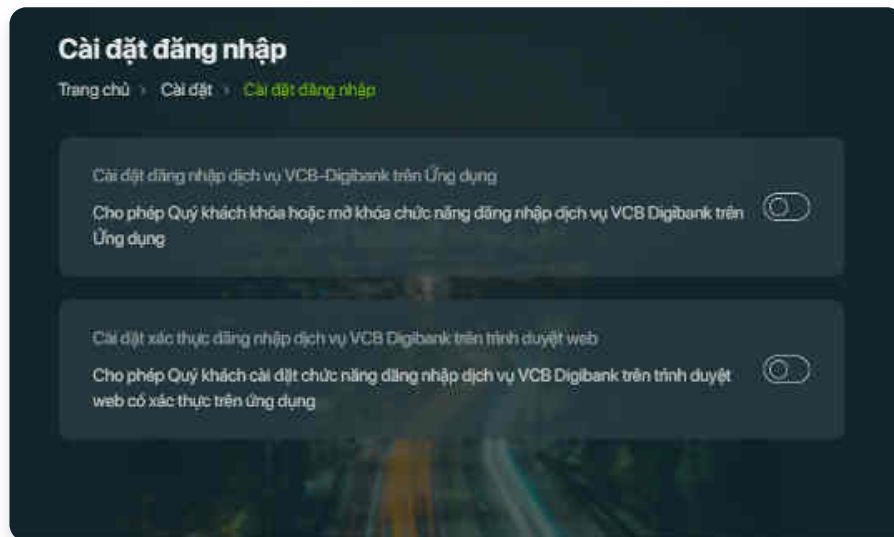 Cài đặt đăng nhập
Trang chủ › Cài đặt › Cài đặt đăng nhập
Cài đặt đăng nhập dịch vụ VCB-Digibank trên Ứng dụng
Cho phép Quý khách khóa hoặc mở khóa chức năng đăng nhập dịch vụ VCB Digibank trên
Ứng dụng
Cài đặt xác thực đăng nhập dịch vụ VCB Digibank trên trình duyệt web
Cho phép Quý khách cài đặt chức năng đăng nhập dịch vụ VCB Digibank trên trình duyệt
web có xác thực trên ứng dụng